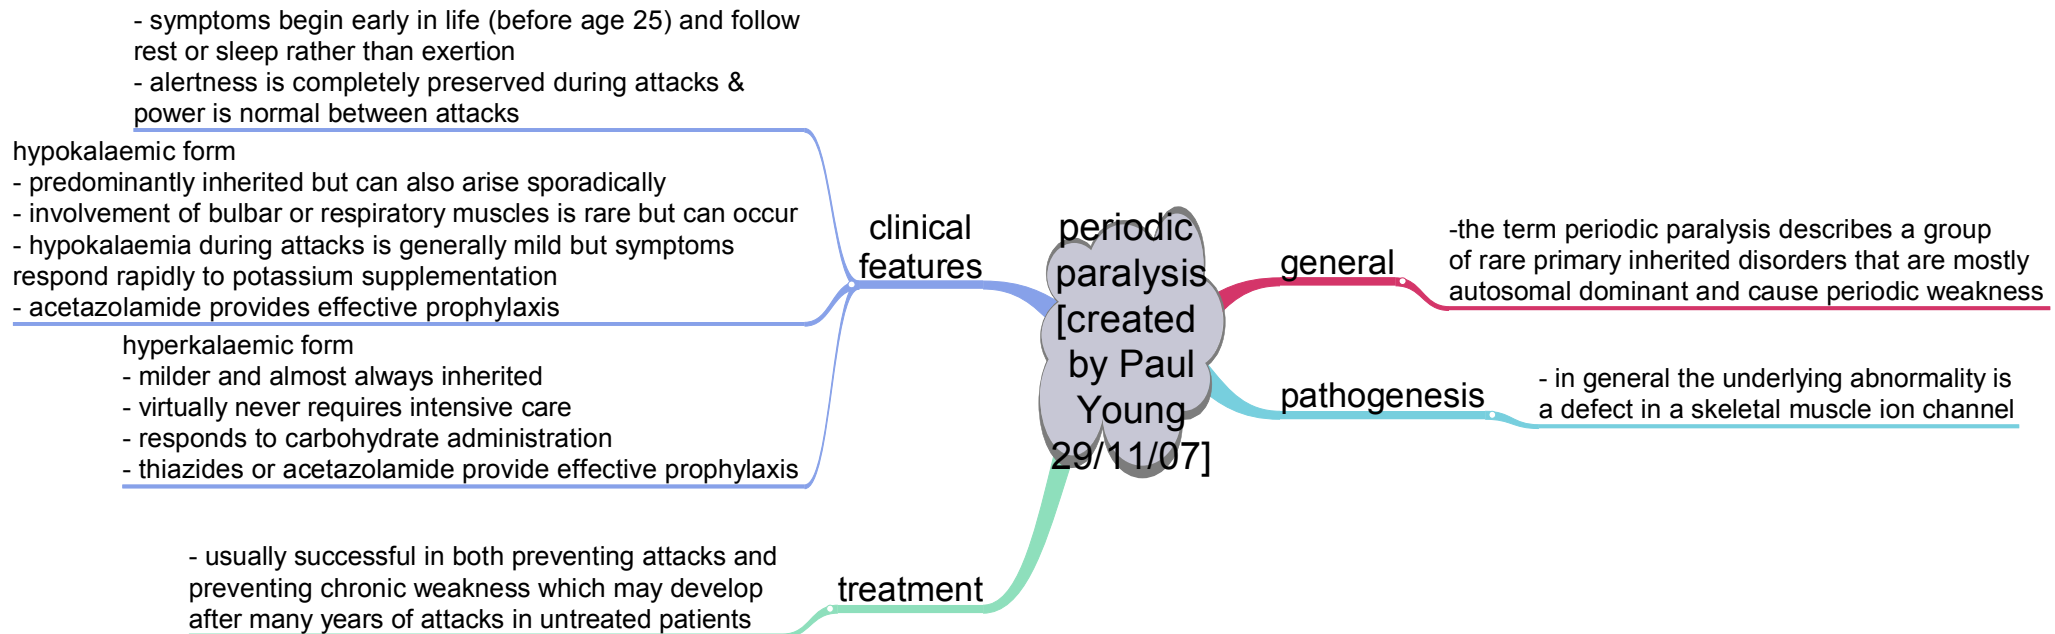 periodic
paralysis
[created
by Paul
Young
29/11/07]
general
-the term periodic paralysis describes a group
of rare primary inherited disorders that are mostly
autosomal dominant and cause periodic weakness
pathogenesis
- in general the underlying abnormality is
a defect in a skeletal muscle ion channel
clinical
features
- symptoms begin early in life (before age 25) and follow
rest or sleep rather than exertion
- alertness is completely preserved during attacks &
power is normal between attacks
hypokalaemic form
- predominantly inherited but can also arise sporadically
- involvement of bulbar or respiratory muscles is rare but can occur
- hypokalaemia during attacks is generally mild but symptoms
respond rapidly to potassium supplementation
- acetazolamide provides effective prophylaxis
hyperkalaemic form
- milder and almost always inherited
- virtually never requires intensive care
- responds to carbohydrate administration
- thiazides or acetazolamide provide effective prophylaxis
treatment
- usually successful in both preventing attacks and
preventing chronic weakness which may develop
after many years of attacks in untreated patients